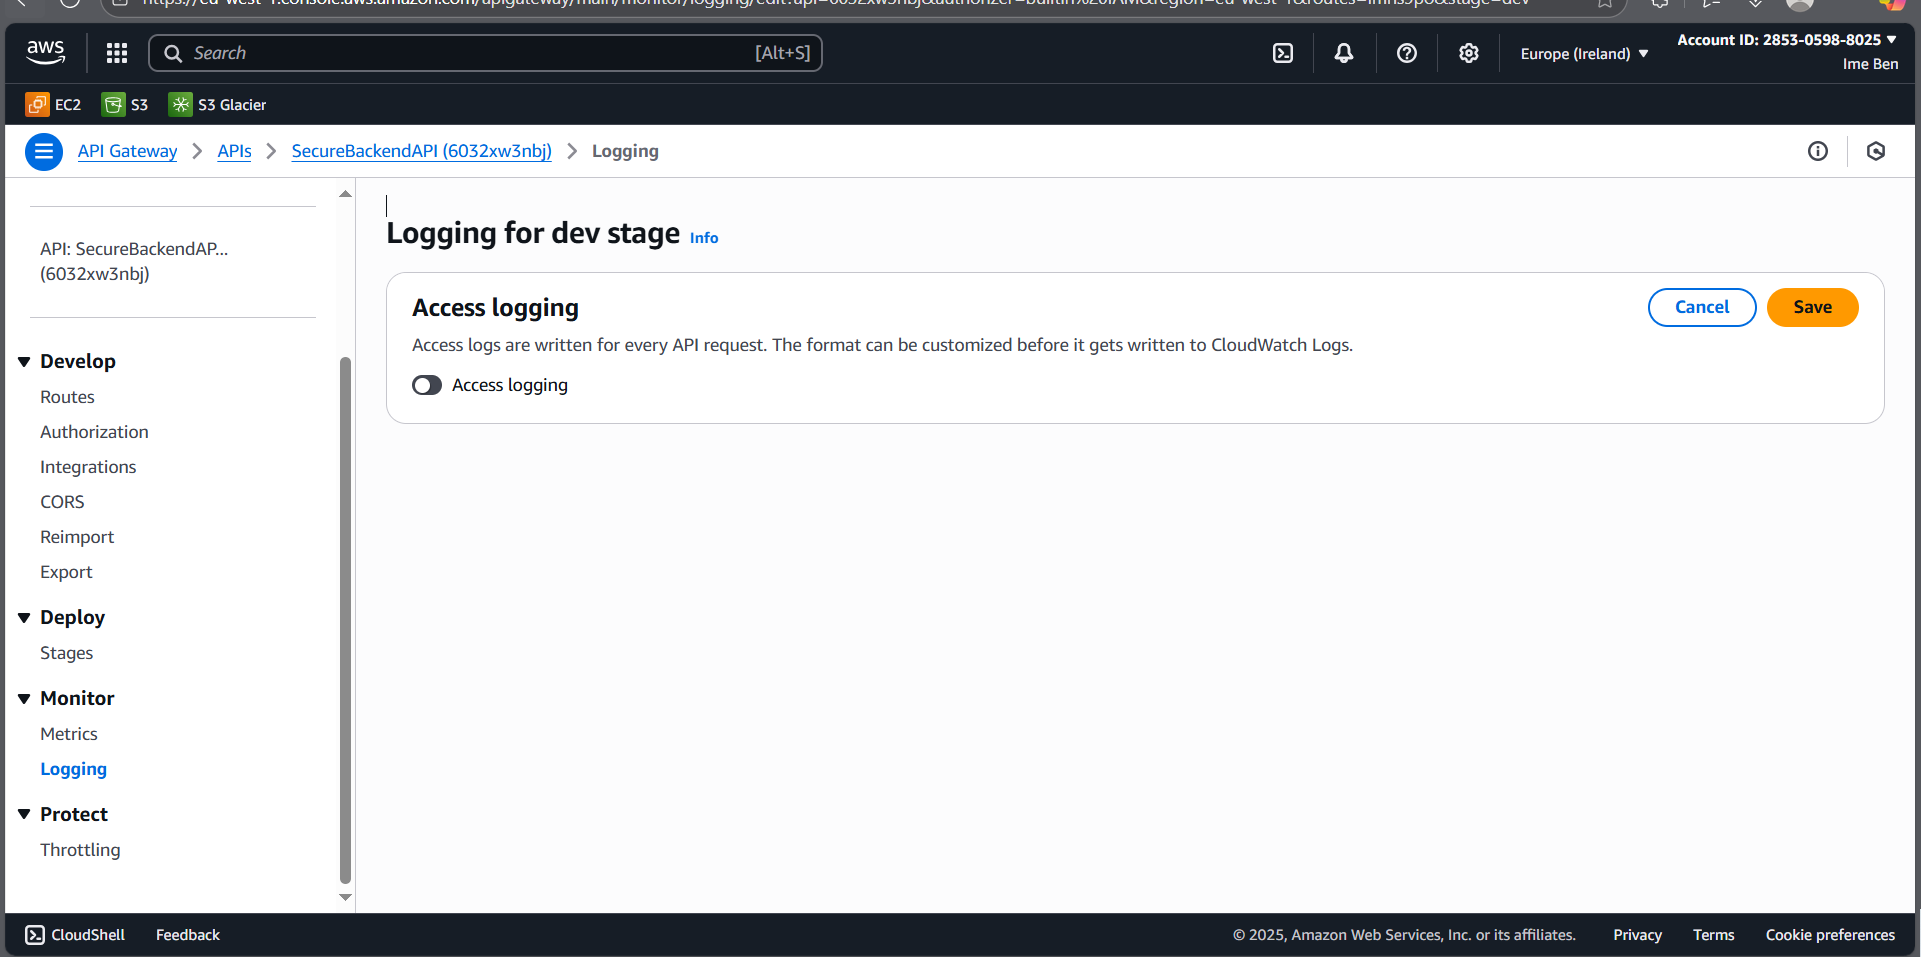 aws
Search
[Alt+S]
Europe (Ireland)
Account ID: 2853-0598-8025
Ime Ben
EC2
S3
S3 Glacier
API Gateway
APIs
SecureBackendAPI (6032xw3nbj)
Logging
API: SecureBackendAP...
(6032xw3nbj)
Develop
Routes
Authorization
Integrations
CORS
Reimport
Export
Deploy
Stages
Monitor
Metrics
Logging
Protect
Throttling
Logging for dev stage Info
Access logging
Cancel
Save
Access logs are written for every API request. The format can be customized before it gets written to CloudWatch Logs.
Access logging
CloudShell
Feedback
© 2025, Amazon Web Services, Inc. or its affiliates.
Privacy
Terms
Cookie preferences